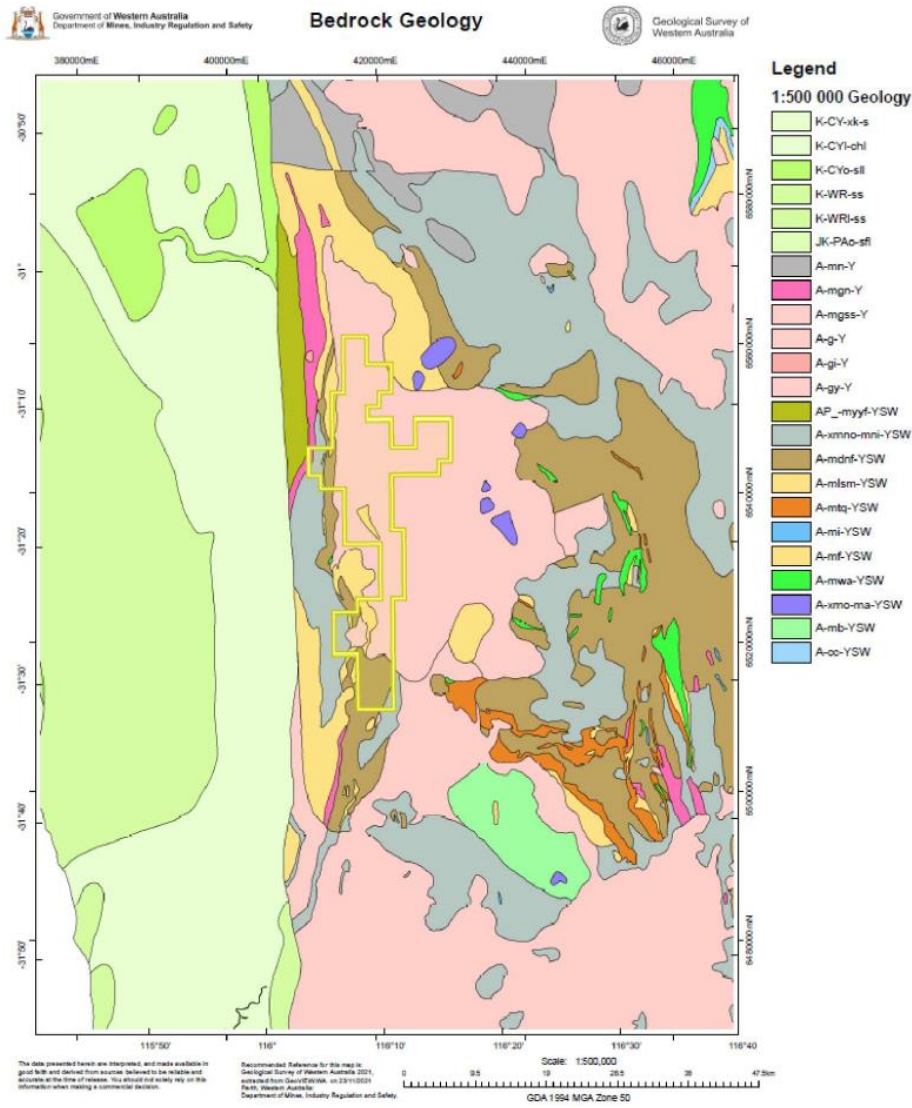 Government of Western Australia
Department of Mines, Industry Regulation and Safety
Bedrock Geology
Geological Survey of
Western Australia
380000mE
400000mE
420000mE
440000mE
460000mE
Legend
1:500 000 Geology
K-CY-xk-s
K-CYl-chl
K-CYo-sll
K-WR-ss
K-WRl-ss
JK-PAo-sfl
A-mn-Y
A-mgn-Y
A-mgss-Y
A-g-Y
A-gi-Y
A-gy-Y
AP_-myyf-YSW
A-xmno-mni-YSW
A-mdnf-YSW
A-mlsm-YSW
A-mtq-YSW
A-mi-YSW
A-mf-YSW
A-mwa-YSW
A-xmo-ma-YSW
A-mb-YSW
A-cc-YSW
-30°50'
-31°
-31°10'
-31°20'
-31°30'
-31°40'
-31°50'
6580000mN
6560000mN
6540000mN
6520000mN
6500000mN
6480000mN
115°50'
116°
116°10'
116°20'
116°30'
116°40'
The data presented herein are interpreted, and made available in
good faith and derived from sources believed to be reliable and
accurate at the time of release. You should not solely rely on this
information when making a commercial decision.
Recommended Reference for this map is:
Geological Survey of Western Australia 2021,
extracted from GeoVIEW.WA, on 23/11/2021
Perth, Western Australia:
Department of Mines, Industry Regulation and Safety.
Scale: 1:500,000
0 9.5 19 28.5 38 47.5km
GDA 1994 MGA Zone 50